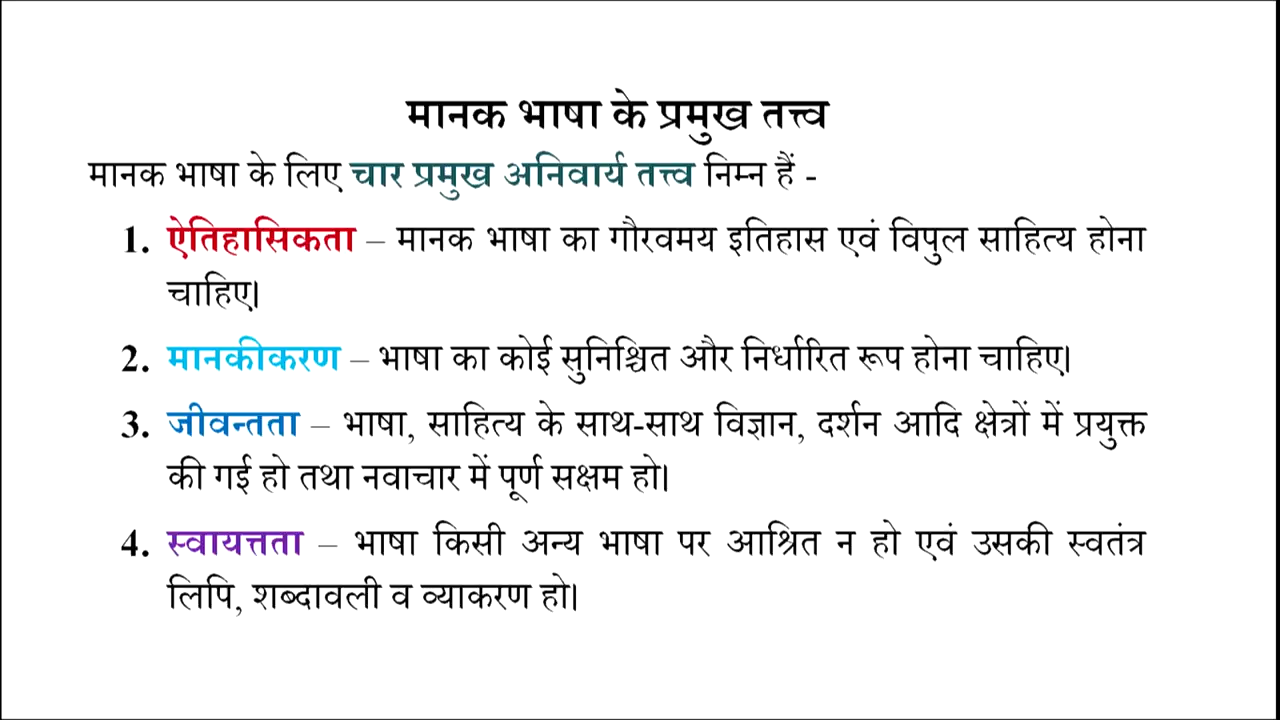 मानक भाषा के प्रमुख तत्त्व
मानक भाषा के लिए चार प्रमुख अनिवार्य तत्त्व निम्न हैं -
1. ऐतिहासिकता – मानक भाषा का गौरवमय इतिहास एवं विपुल साहित्य होना
चाहिए।
2. मानकीकरण – भाषा का कोई सुनिश्चित और निर्धारित रूप होना चाहिए।
3. जीवन्तता – भाषा, साहित्य के साथ-साथ विज्ञान, दर्शन आदि क्षेत्रों में प्रयुक्त
की गई हो तथा नवाचार में पूर्ण सक्षम हो।
4. स्वायत्तता – भाषा किसी अन्य भाषा पर आश्रित न हो एवं उसकी स्वतंत्र
लिपि, शब्दावली व व्याकरण हो।